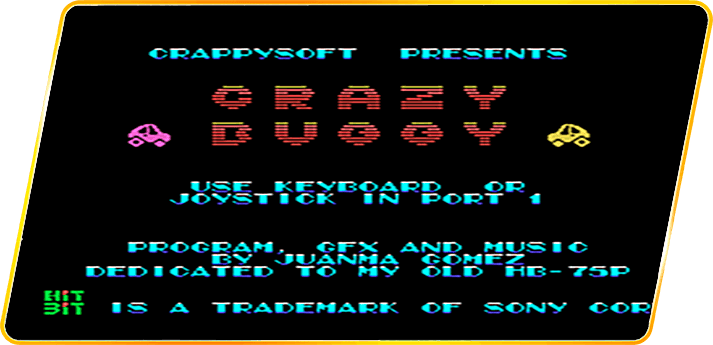 CRAPPYSOFT PRESENTS
CRAZY
BUGGY
USE KEYBOARD OR
JOYSTICK IN PORT 1
PROGRAM, GFX AND MUSIC
BY JUANMA GOMEZ
DEDICATED TO MY OLD HB-75P
HIT BIT IS A TRADEMARK OF SONY COR